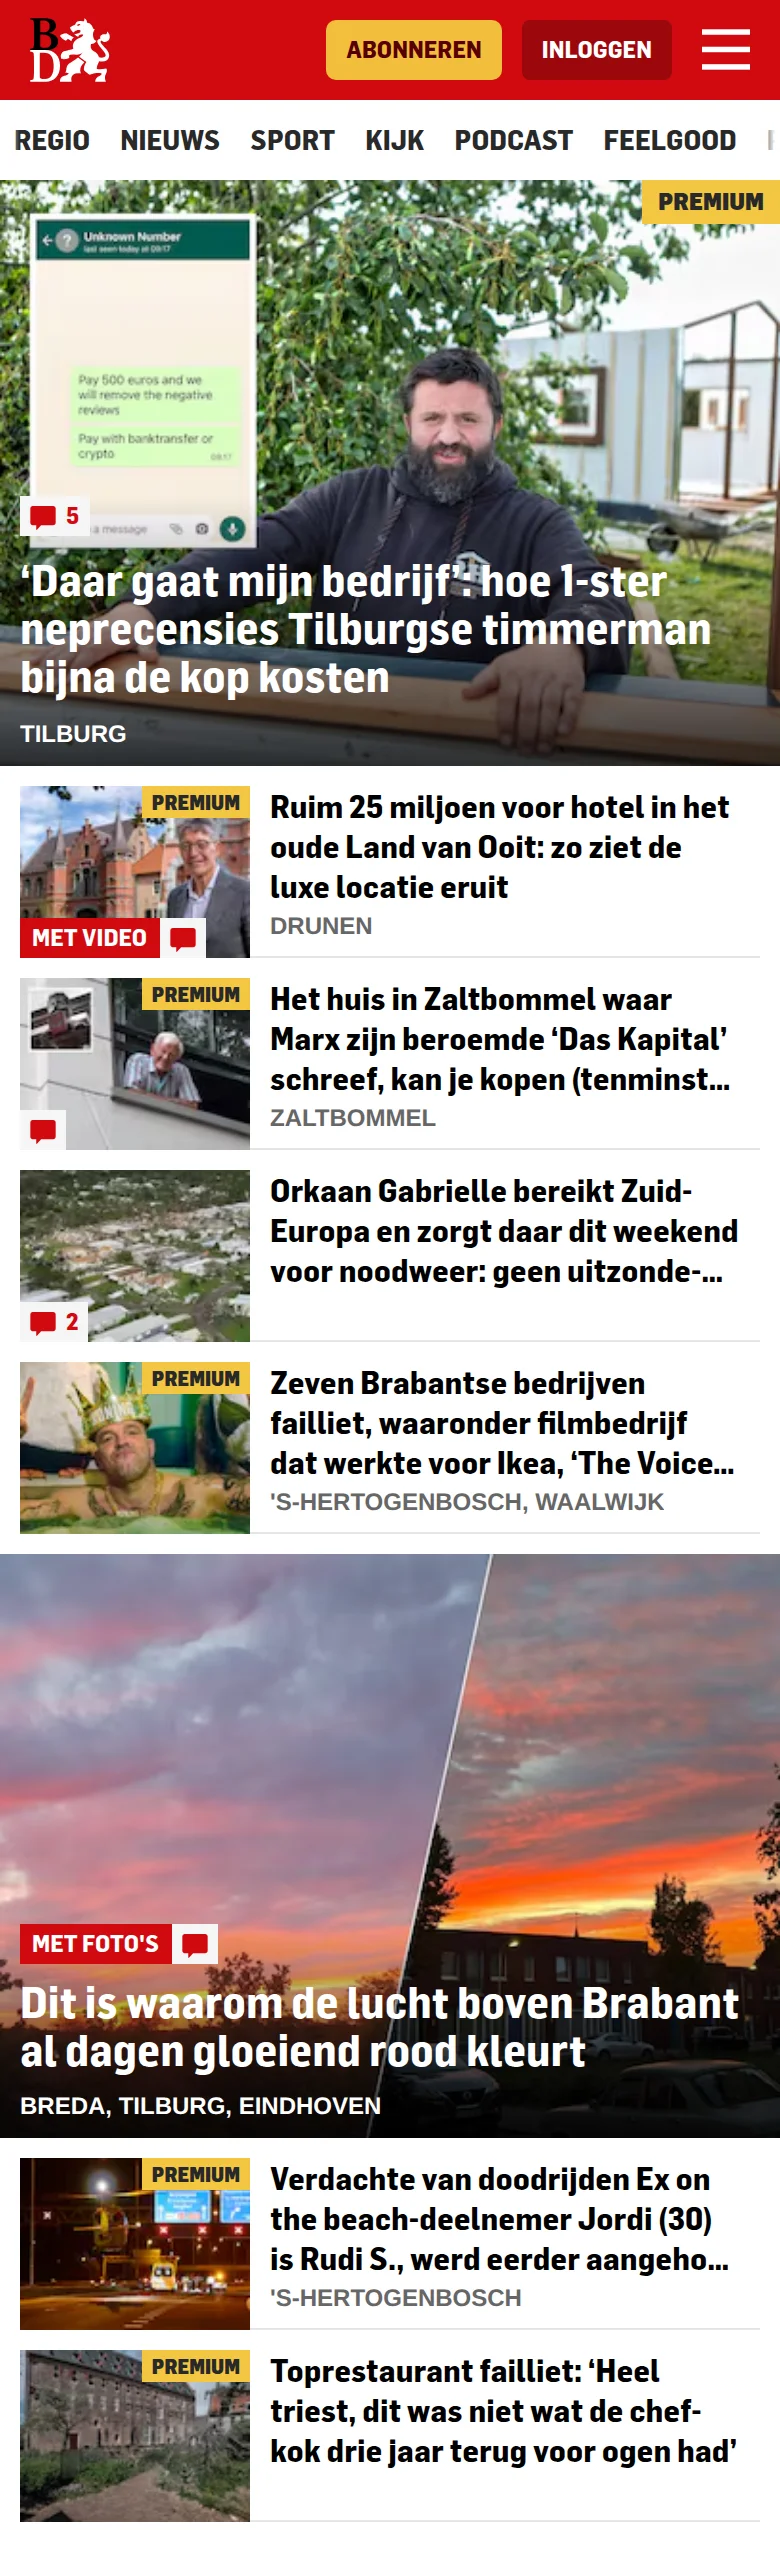 BD
ABONNEREN
INLOGGEN
REGIO NIEUWS SPORT KIJK PODCAST FEELGOOD
PREMIUM
Unknown Number
last seen today at 09:17
Pay 500 euros and we
will remove the negative
reviews
Pay with banktransfer or
crypto
09:17
a message
5
‘Daar gaat mijn bedrijf’: hoe 1-ster
neprecensies Tilburgse timmerman
bijna de kop kosten
TILBURG
PREMIUM
MET VIDEO
Ruim 25 miljoen voor hotel in het
oude Land van Ooit: zo ziet de
luxe locatie eruit
DRUNEN
PREMIUM
Het huis in Zaltbommel waar
Marx zijn beroemde ‘Das Kapital’
schreef, kan je kopen (tenminst...
ZALTBOMMEL
2
Orkaan Gabrielle bereikt Zuid-
Europa en zorgt daar dit weekend
voor noodweer: geen uitzonde-...
PREMIUM
Zeven Brabantse bedrijven
failliet, waaronder filmbedrijf
dat werkte voor Ikea, ‘The Voice...
'S-HERTOGENBOSCH, WAALWIJK
MET FOTO'S
Dit is waarom de lucht boven Brabant
al dagen gloeiend rood kleurt
BREDA, TILBURG, EINDHOVEN
PREMIUM
Verdachte van doodrijden Ex on
the beach-deelnemer Jordi (30)
is Rudi S., werd eerder aangeho...
'S-HERTOGENBOSCH
PREMIUM
Toprestaurant failliet: ‘Heel
triest, dit was niet wat de chef-
kok drie jaar terug voor ogen had’